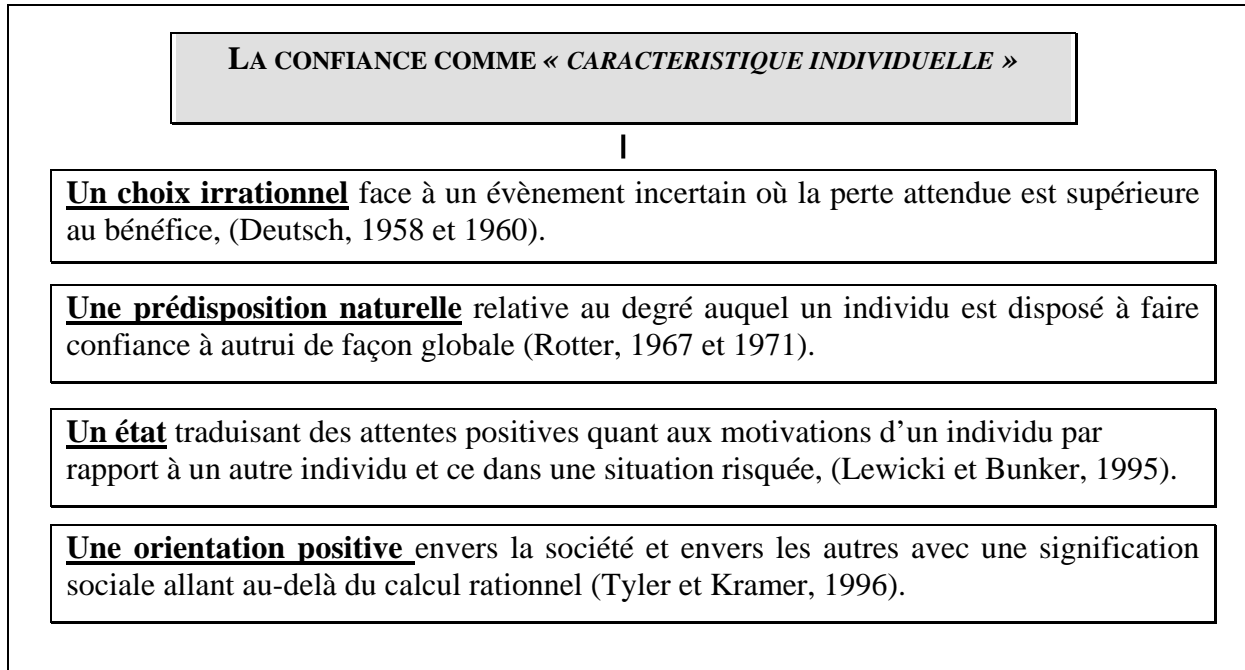 LA CONFIANCE COMME « CARACTERISTIQUE INDIVIDUELLE »
Un choix irrationnel face à un évènement incertain où la perte attendue est supérieure
au bénéfice, (Deutsch, 1958 et 1960).
Une prédisposition naturelle relative au degré auquel un individu est disposé à faire
confiance à autrui de façon globale (Rotter, 1967 et 1971).
Un état traduisant des attentes positives quant aux motivations d’un individu par
rapport à un autre individu et ce dans une situation risquée, (Lewicki et Bunker, 1995).
Une orientation positive envers la société et envers les autres avec une signification
sociale allant au-delà du calcul rationnel (Tyler et Kramer, 1996).